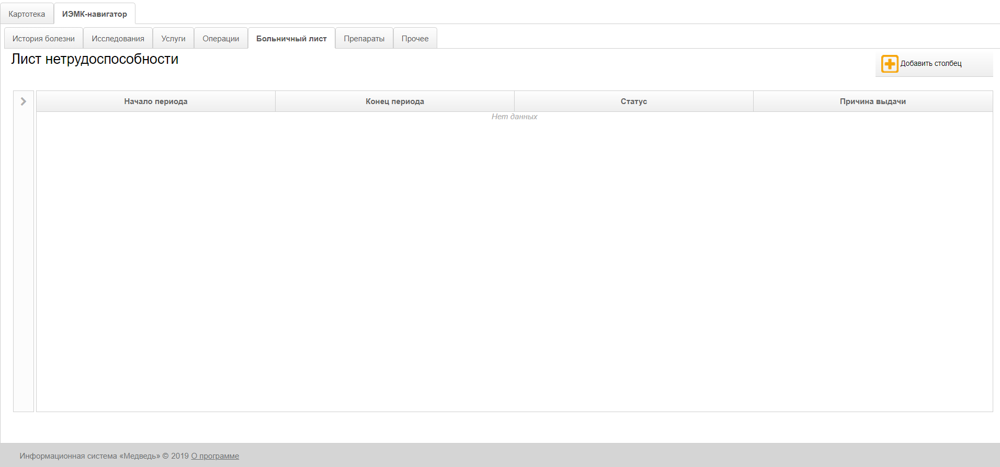 Картотека ИЭМК-навигатор
История болезни Исследования Услуги Операции Больничный лист Препараты Прочее
Лист нетрудоспособности
Добавить столбец
Начало периода Конец периода Статус Причина выдачи
Нет данных
Информационная система «Медведь» © 2019 О программе